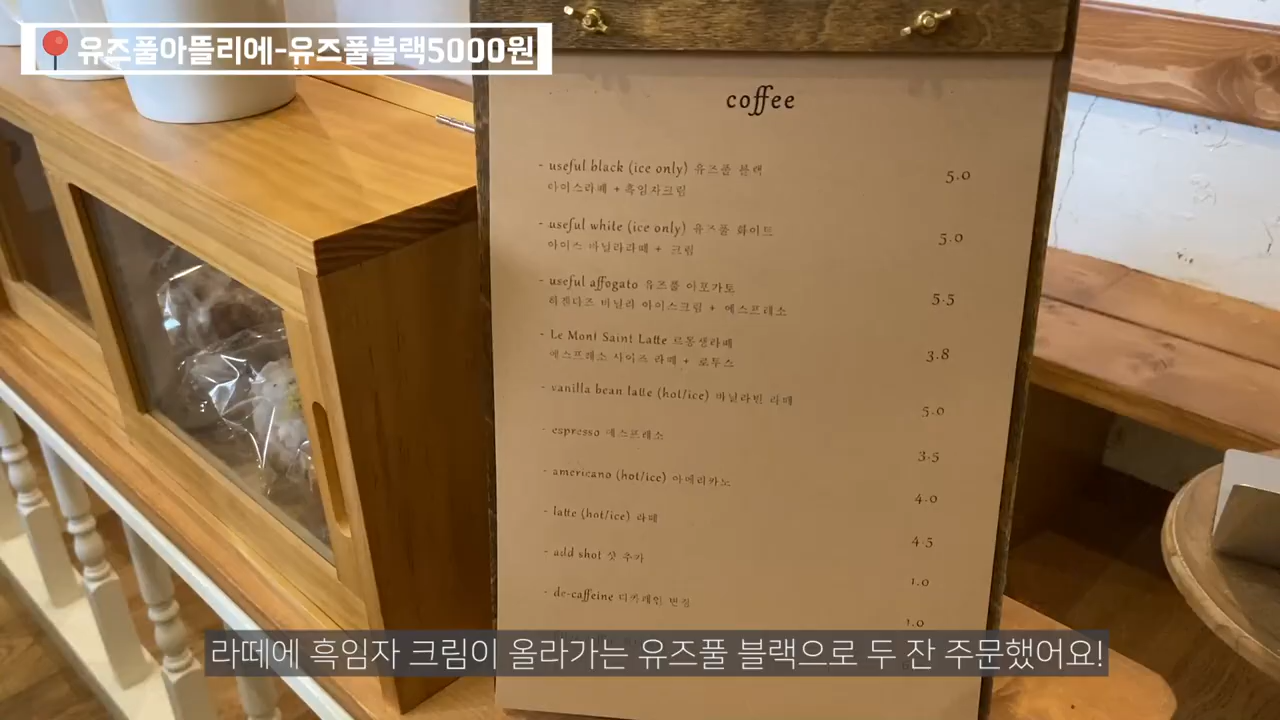 📍유즈풀아뜰리에-유즈풀블랙5000원
coffee
- useful black (ice only) 유즈풀 블랙 5.0
라이스라떼 + 흑임자크림
- useful white (ice only) 유즈풀 화이트 5.0
아이스 바닐라라떼 + 크림
- useful affogato 유즈풀 아포카토 5.5
하겐다즈 바닐라 아이스크림 + 에스프레소
- Le Mont Saint Latte 르몽생라떼 3.8
에스프레소 사이즈 라떼 + 로투스
- vanilla bean latte (hot/ice) 바닐라빈 라떼 5.0
- espresso 에스프레소 3.5
- americano (hot/ice) 아메리카노 4.0
- latte (hot/ice) 라떼 4.5
- add shot 샷 추가 1.0
- de-caffeine 디카페인 변경 1.0
라떼에 흑임자 크림이 올라가는 유즈풀 블랙으로 두 잔 주문했어요!